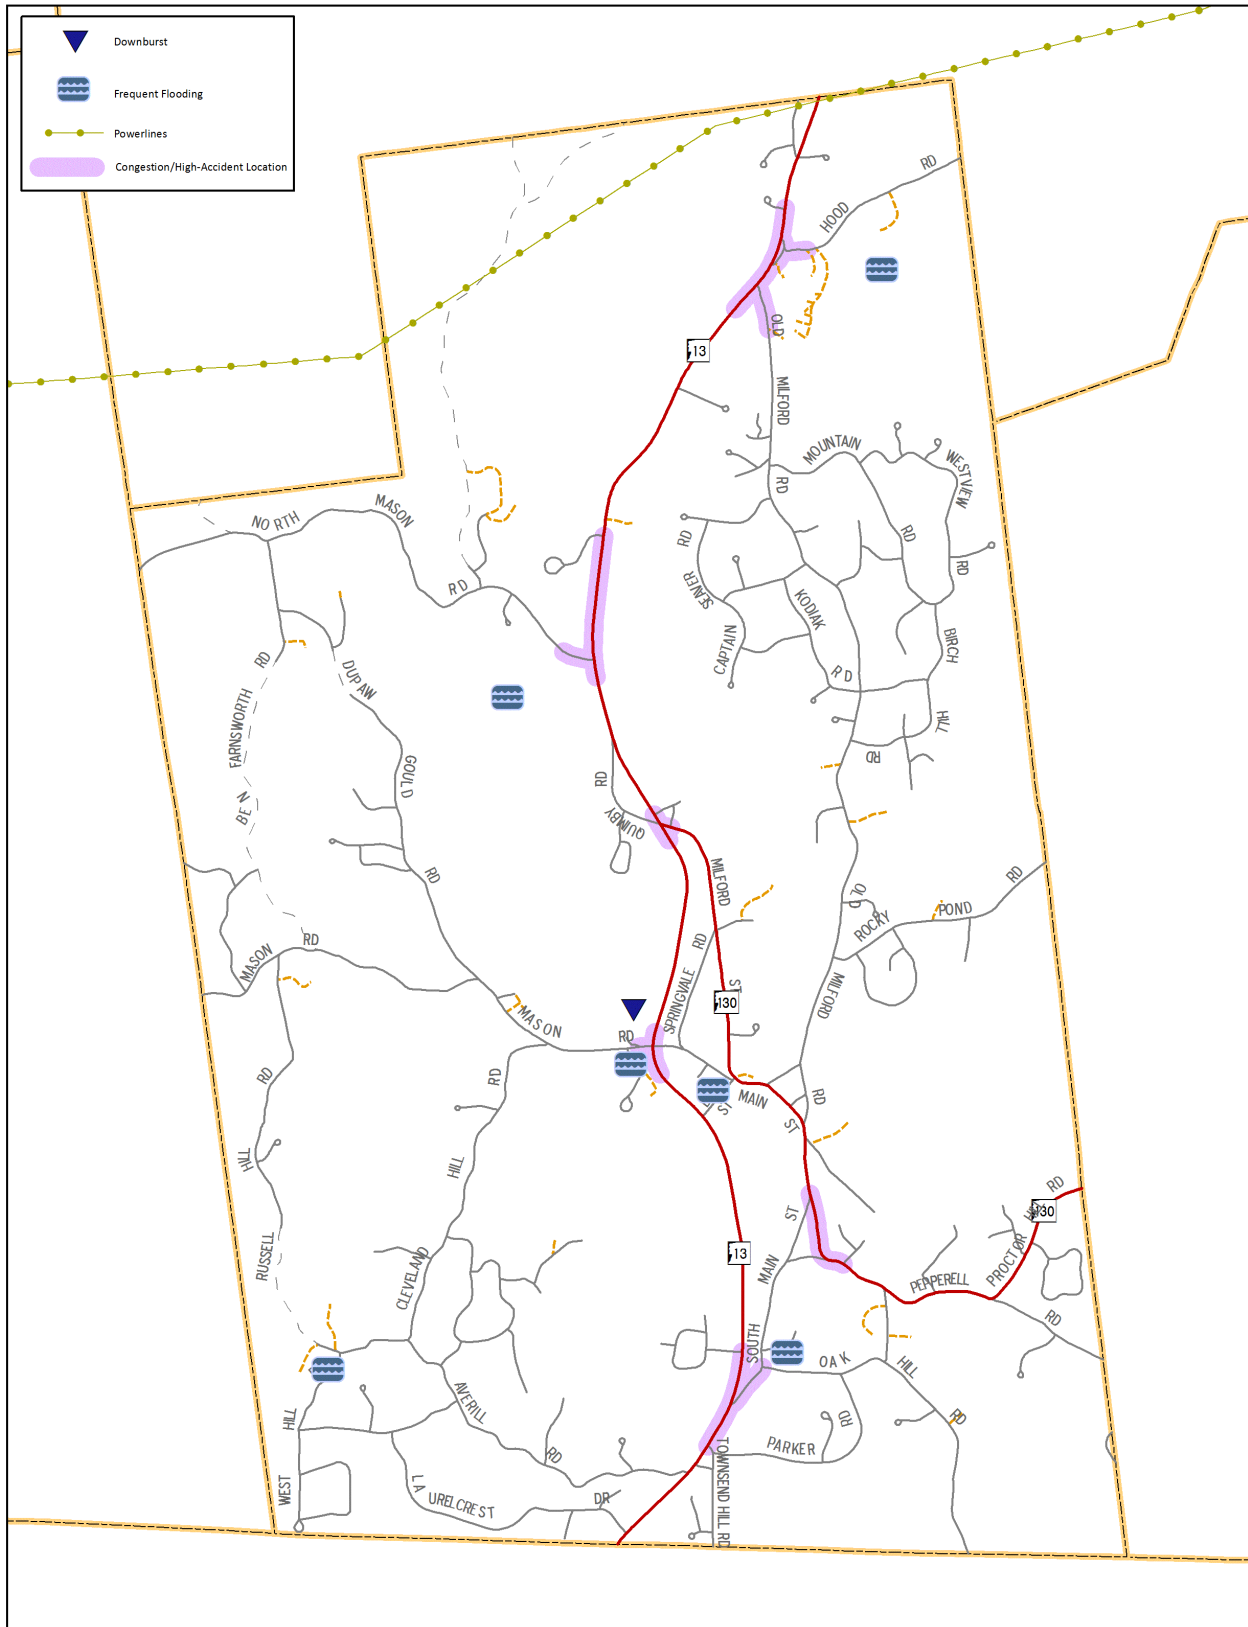 Downburst
Frequent Flooding
Powerlines
Congestion/High-Accident Location
RD
HOOD
OLD
13
MILFORD
MOUNTAIN
WESTVIEW
RD
MASON
NORTH
RD
RD
RD
RD
SEAVER
KODIAK
CAPTAIN
BIRCH
RD
DUPAW
RD
FARNSWORTH
BEN
HILL
RD
GOULD
RD
QUIMBY
MILFORD
RD
OLD
RD
POND
ROCKY
RD
MASON
RD
SPRINGVALE
ST
130
MILFORD
MASON
RD
RD
RD
MAIN
ST
RD
ST
HILL
HILL
RUSSELL
CLEVELAND
ST
MAIN
SOUTH
13
RD
HILL
130
PROCTOR
PEPPERELL
RD
OAK
HILL
RD
AVERILL
RD
HILL
WEST
RD
PARKER
LAURELCREST
DR
TOWNSEND HILL RD